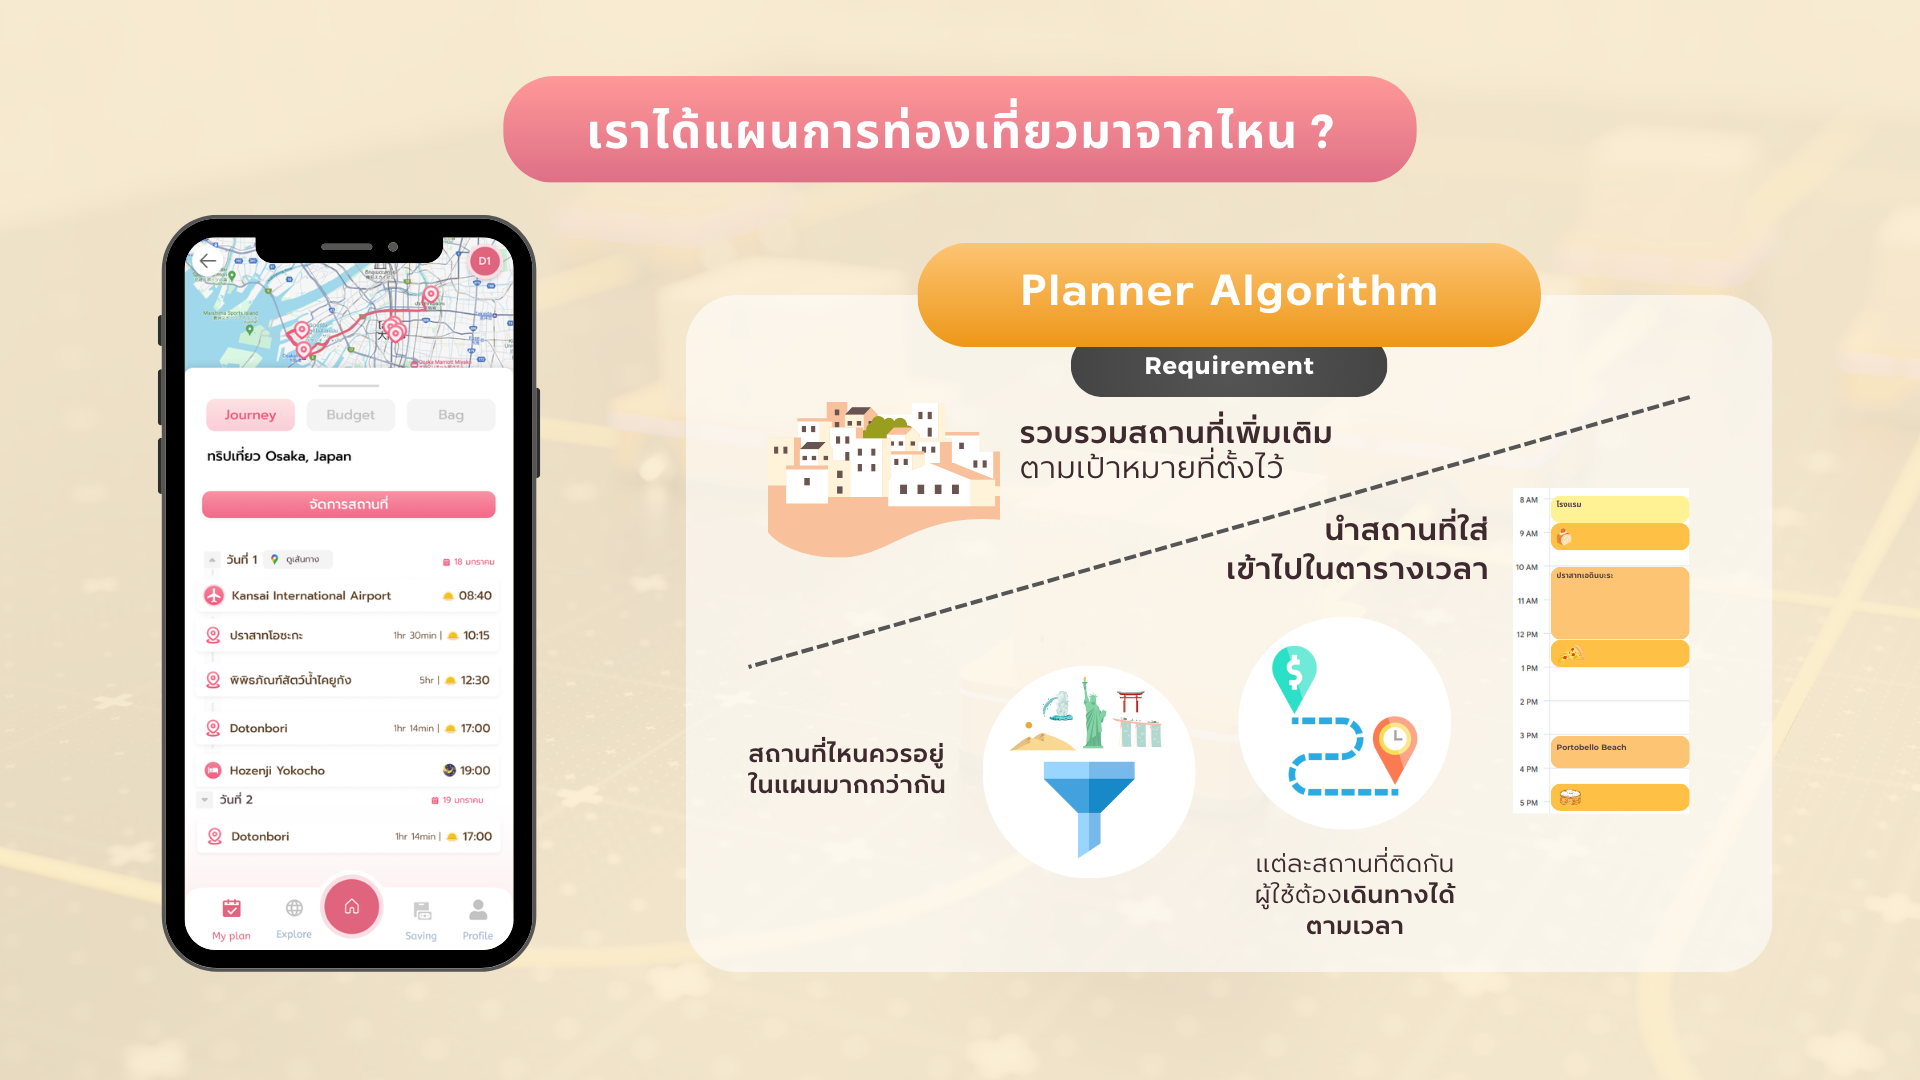 เราได้แผนการท่องเที่ยวมาจากไหน ?
D1
Maishima Sports Island
Journey
Budget
Bag
ทริปเที่ยว Osaka, Japan
จัดการสถานที่
วันที่ 1
ดูเส้นทาง
18 มกราคม
Kansai International Airport
08:40
ปราสาทโอซะกะ
1hr 30min |
10:15
พิพิธภัณฑ์สัตว์น้ำไคยูกัง
5hr |
12:30
Dotonbori
1hr 14min |
17:00
Hozenji Yokocho
19:00
วันที่ 2
19 มกราคม
Dotonbori
1hr 14min |
17:00
My plan
Explore
Saving
Profile
Planner Algorithm
Requirement
รวบรวมสถานที่เพิ่มเติม
ตามเป้าหมายที่ตั้งไว้
นำสถานที่ใส่
เข้าไปในตารางเวลา
สถานที่ไหนควรอยู่
ในแผนมากกว่ากัน
แต่ละสถานที่ติดกัน
ผู้ใช้ต้องเดินทางได้
ตามเวลา
8 AM
โรงแรม
9 AM
10 AM
ปราสาทเอดินบะระ
11 AM
12 PM
1 PM
2 PM
3 PM
Portobello Beach
4 PM
5 PM